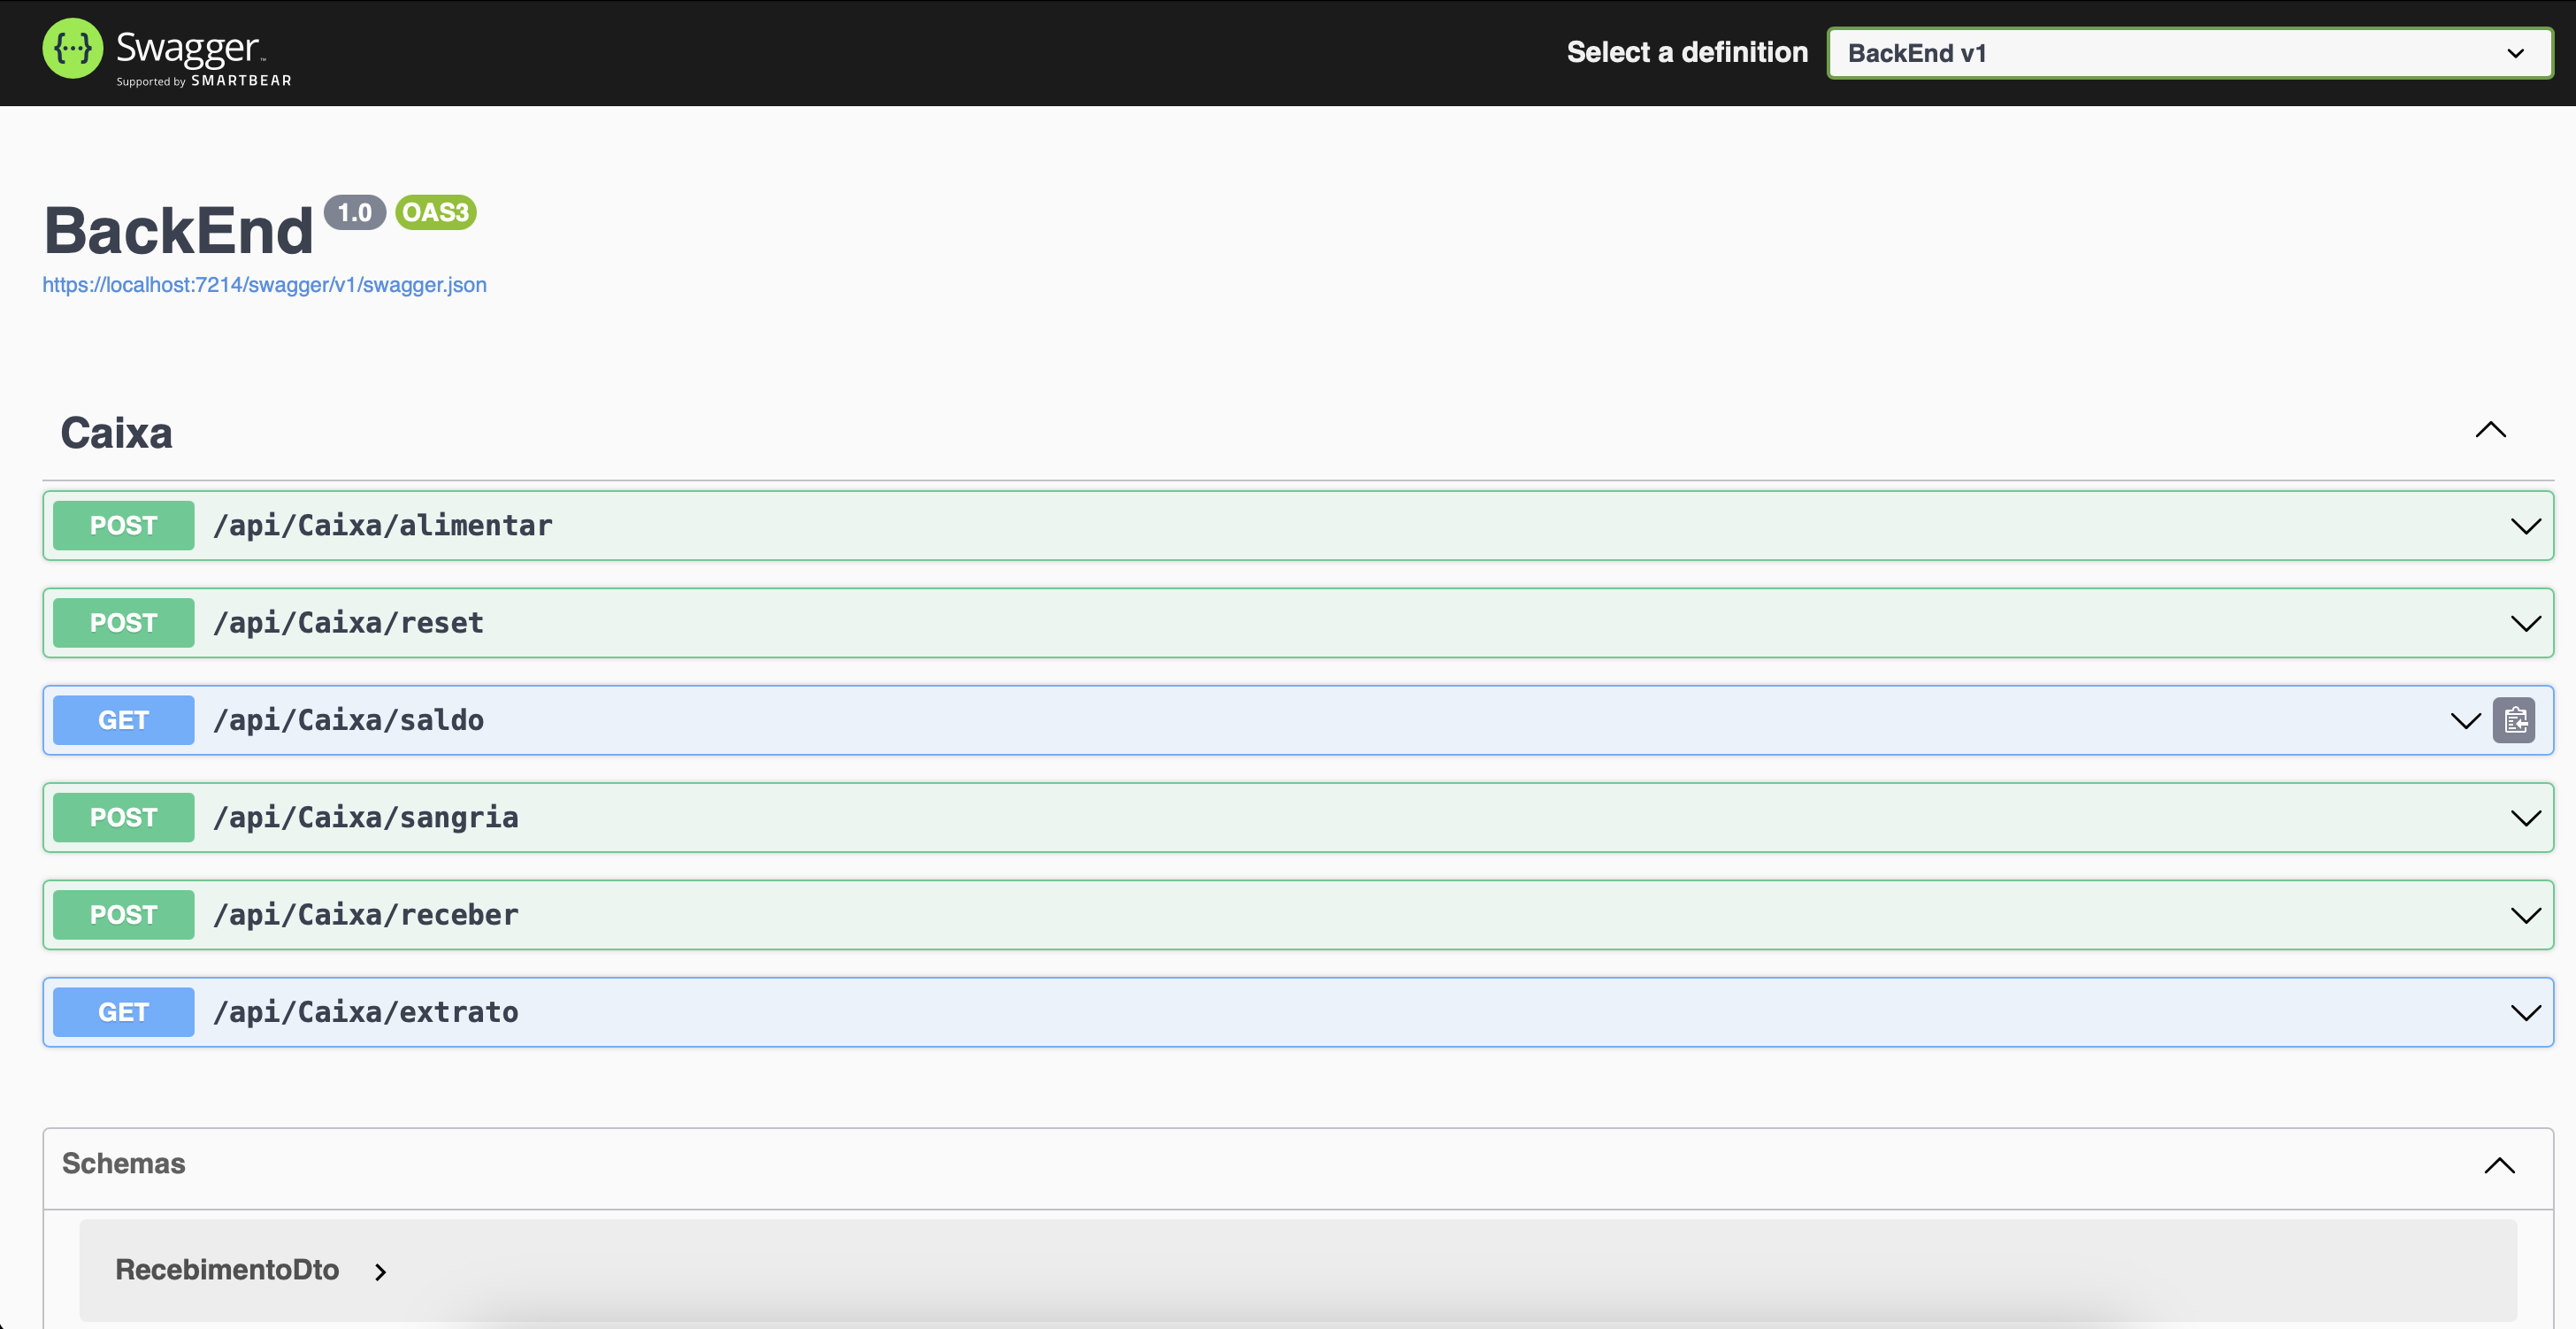 Swagger™
Supported by SMARTBEAR
Select a definition
BackEnd v1
BackEnd 1.0 OAS3
https://localhost:7214/swagger/v1/swagger.json
Caixa
POST /api/Caixa/alimentar
POST /api/Caixa/reset
GET /api/Caixa/saldo
POST /api/Caixa/sangria
POST /api/Caixa/receber
GET /api/Caixa/extrato
Schemas
RecebimentoDto